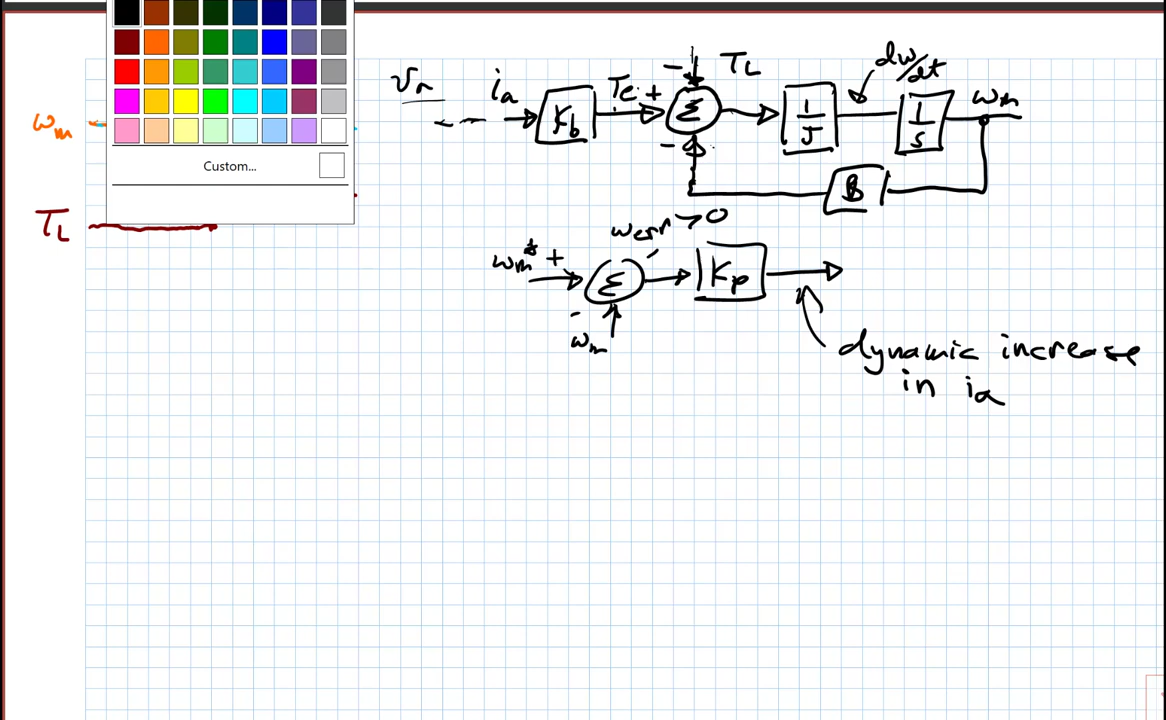 Custom...
ωm
TL
va
ia
Kb
Te +
Σ
- TL
-
1/J
dω/dt
1/s
ωm
B
ωerr > 0
ωm* +
Σ
- ωm
Kp
dynamic increase
in ia